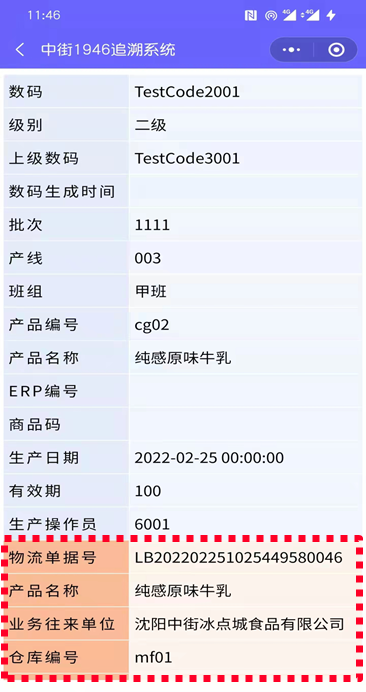 11:46
中街1946追溯系统
数码 TestCode2001
级别 二级
上级数码 TestCode3001
数码生成时间
批次 1111
产线 003
班组 甲班
产品编号 cg02
产品名称 纯感原味牛乳
ERP编号
商品码
生产日期 2022-02-25 00:00:00
有效期 100
生产操作员 6001
物流单据号 LB202202251025449580046
产品名称 纯感原味牛乳
业务往来单位 沈阳中街冰点城食品有限公司
仓库编号 mf01